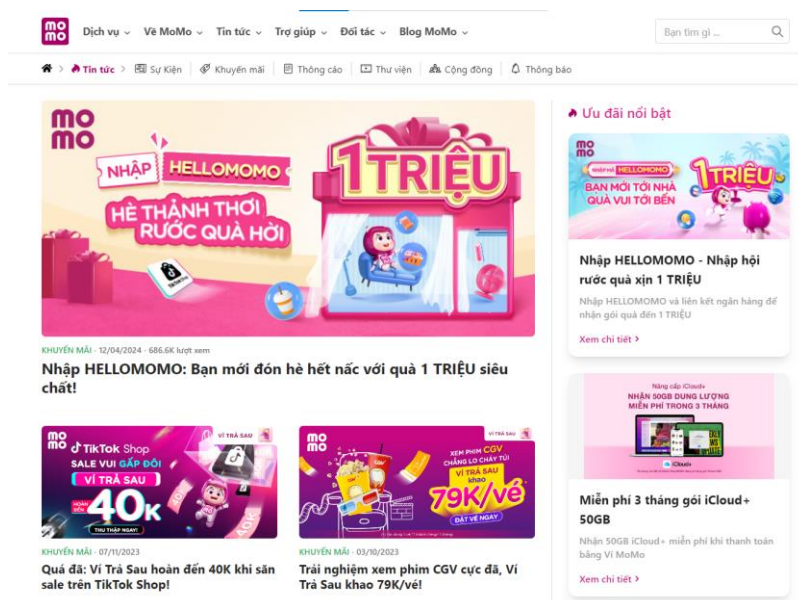 mo
mo
Dịch vụ
Về MoMo
Tin tức
Trợ giúp
Đối tác
Blog MoMo
Bạn tìm gì ...
Tin tức
Sự Kiện
Khuyến mãi
Thông cáo
Thư viện
Cộng đồng
Thông báo
mo
mo
NHẬP HELLOMOMO
HÈ THẢNH THƠI
RƯỚC QUÀ HỜI
1 TRIỆU
KHUYẾN MÃI - 12/04/2024 - 686.6K lượt xem
Nhập HELLOMOMO: Bạn mới đón hè hết nấc với quà 1 TRIỆU siêu
chất!
mo
mo
TikTok Shop
VÍ TRẢ SAU
SALE VUI GẤP ĐÔI
VÍ TRẢ SAU
HOÀN
ĐẾN
40K
THU THẬP NGAY!
KHUYẾN MÃI - 07/11/2023
Quá đã: Ví Trả Sau hoàn đến 40K khi săn
sale trên TikTok Shop!
mo
mo
VÍ TRẢ SAU
XEM PHIM CGV
CHẲNG LO CHÁY TÚI
VÍ TRẢ SAU
khao
79K/vé
ĐẶT VÉ NGAY
KHUYẾN MÃI - 03/10/2023
Trải nghiệm xem phim CGV cực đã, Ví
Trả Sau khao 79K/vé!
Ưu đãi nổi bật
mo
mo
NHẬP MÃ HELLOMOMO
BẠN MỚI TỚI NHÀ
QUÀ VUI TỚI BẾN
1 TRIỆU
Nhập HELLOMOMO - Nhập hội
rước quà xịn 1 TRIỆU
Nhập HELLOMOMO và liên kết ngân hàng để
nhận gói quà đến 1 TRIỆU
Xem chi tiết
Nâng cấp iCloud+
NHẬN 50GB DUNG LƯỢNG
MIỄN PHÍ TRONG 3 THÁNG
iCloud+
Miễn phí 3 tháng gói iCloud+
50GB
Nhận 50GB iCloud+ miễn phí khi thanh toán
bằng Ví MoMo
Xem chi tiết